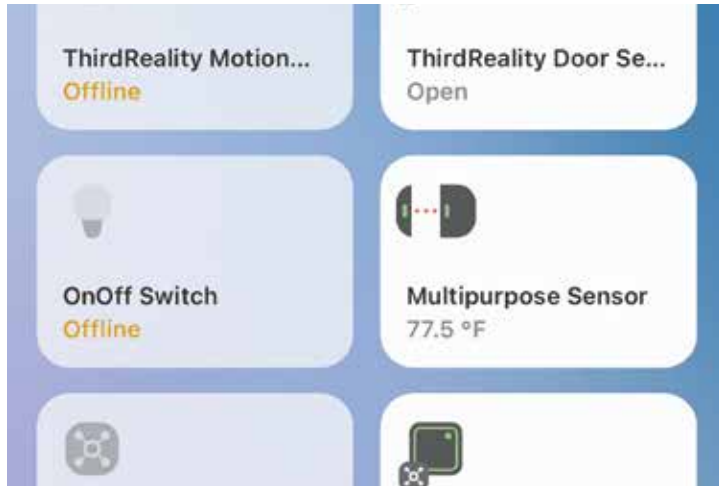 ThirdReality Motion...
Offline
ThirdReality Door Se...
Open
OnOff Switch
Offline
Multipurpose Sensor
77.5 °F